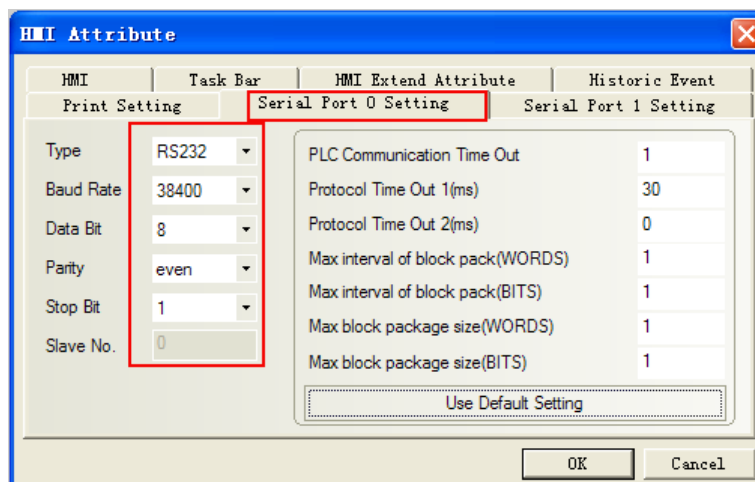 HMI Attribute
HMI Task Bar HMI Extend Attribute Historic Event
Print Setting Serial Port 0 Setting Serial Port 1 Setting
Type RS232
Baud Rate 38400
Data Bit 8
Parity even
Stop Bit 1
Slave No. 0
PLC Communication Time Out 1
Protocol Time Out 1(ms) 30
Protocol Time Out 2(ms) 0
Max interval of block pack(WORDS) 1
Max interval of block pack(BITS) 1
Max block package size(WORDS) 1
Max block package size(BITS) 1
Use Default Setting
OK Cancel